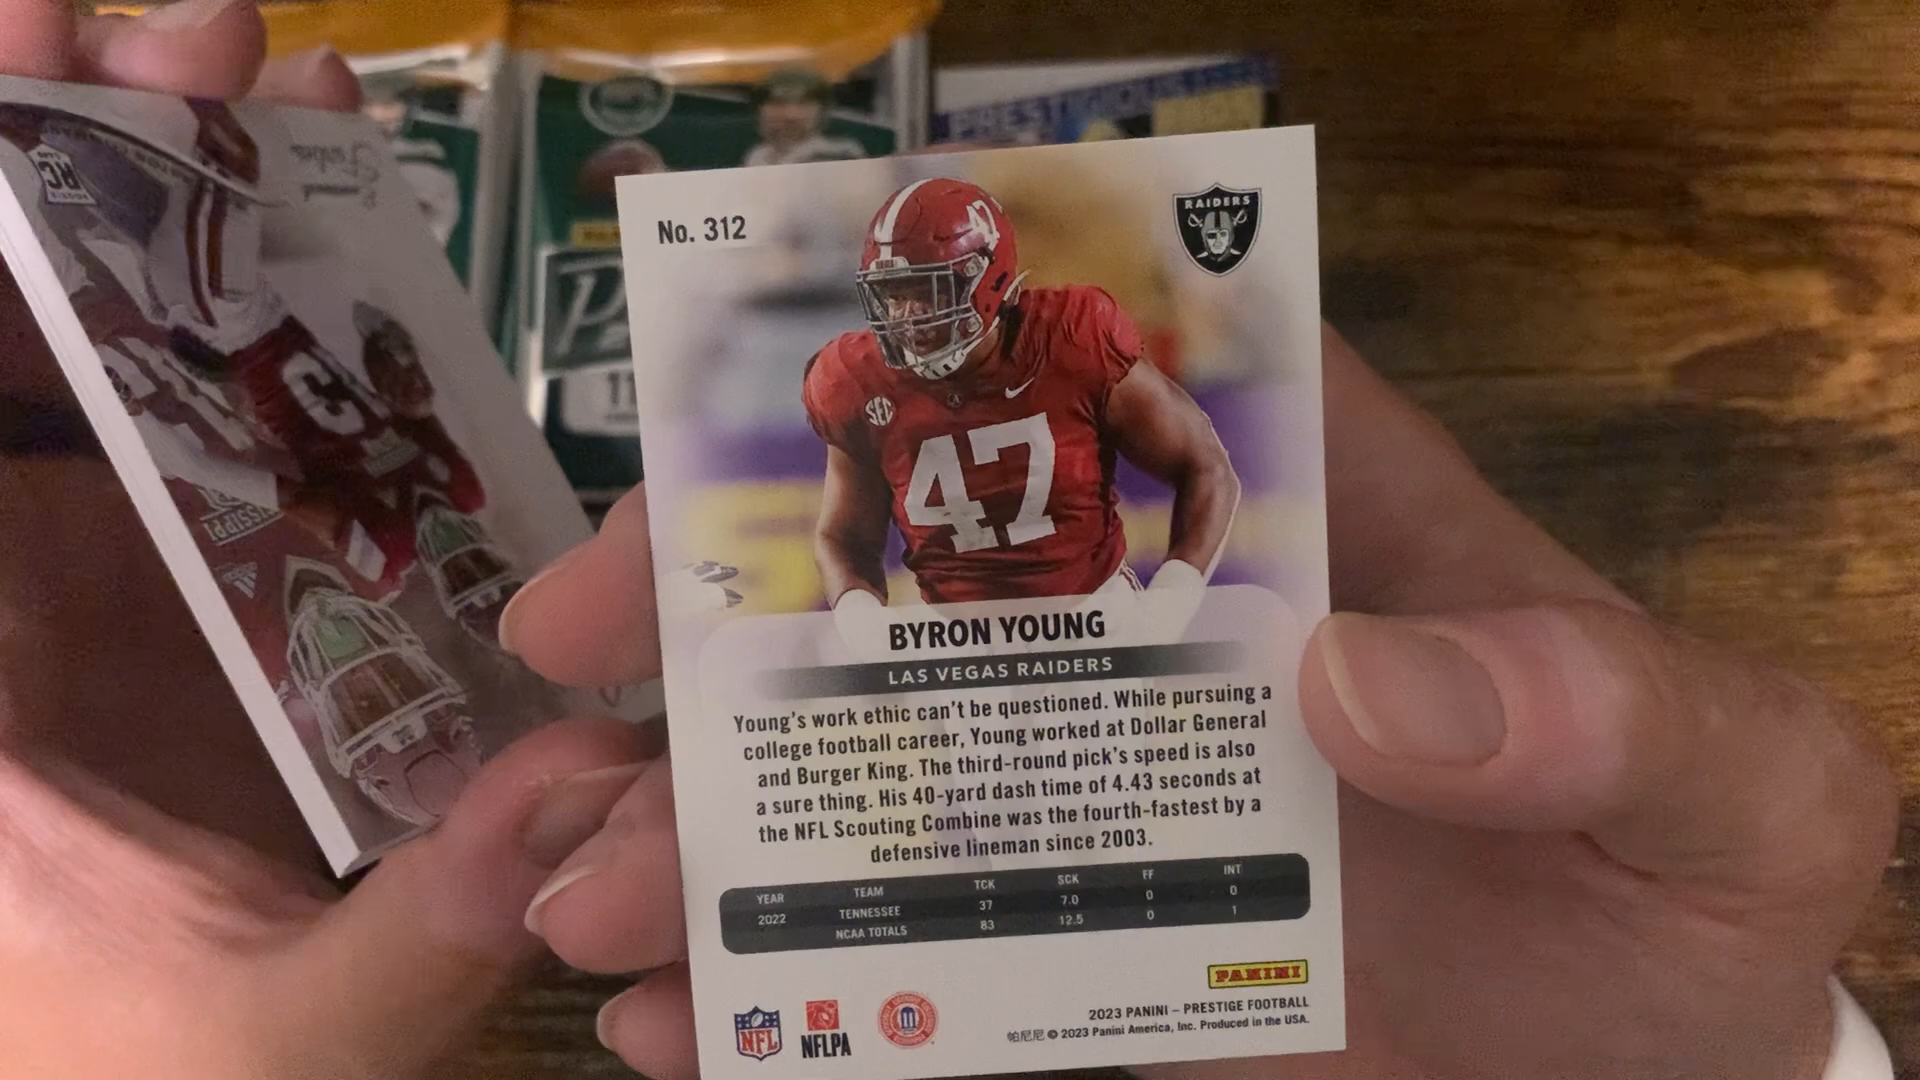 PRESTIGIOUS
RC
No. 312
RAIDERS
47
SEC
47
BYRON YOUNG
LAS VEGAS RAIDERS
Young's work ethic can't be questioned. While pursuing a
college football career, Young worked at Dollar General
and Burger King. The third-round pick's speed is also
a sure thing. His 40-yard dash time of 4.43 seconds at
the NFL Scouting Combine was the fourth-fastest by a
defensive lineman since 2003.
YEAR TEAM TCK SCK FF INT
2022 TENNESSEE 37 7.0 0 0
NCAA TOTALS 83 12.5 0 1
PANINI
2023 PANINI – PRESTIGE FOOTBALL
帕尼尼 © 2023 Panini America, Inc. Produced in the USA.
NFL
NFLPA